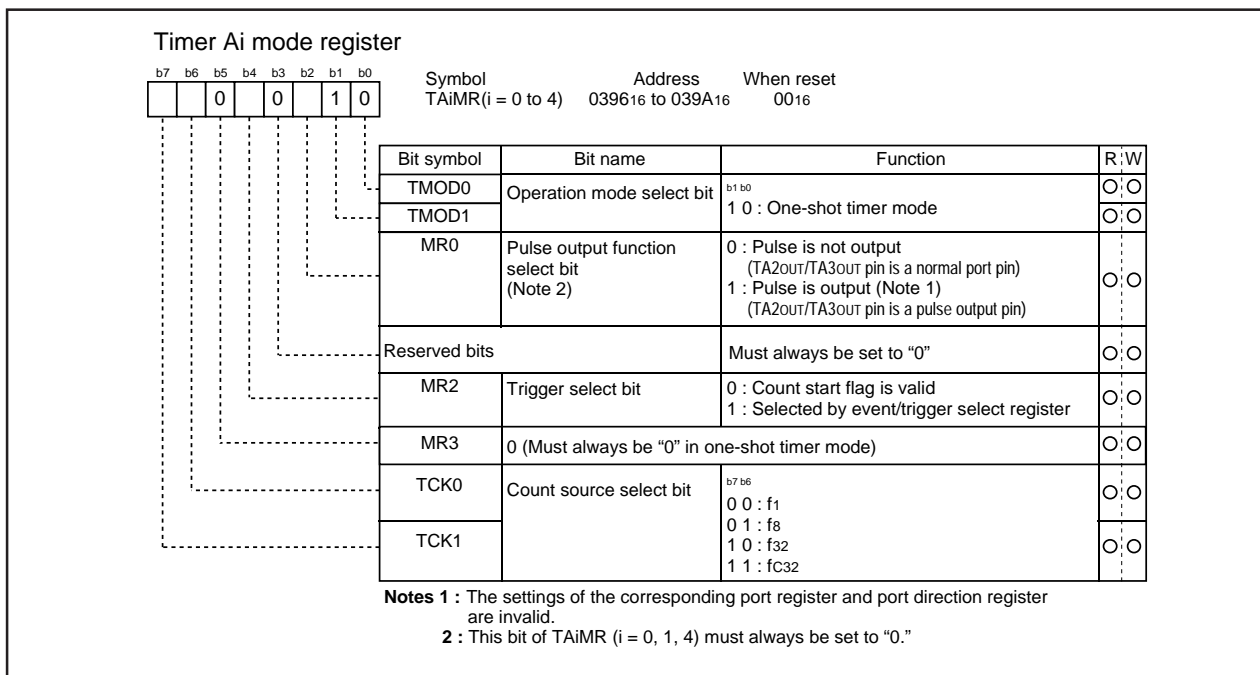 Timer Ai mode register
b7 b6 b5 b4 b3 b2 b1 b0
0 0 1 0
Symbol Address When reset
TAiMR(i = 0 to 4) 039616 to 039A16 0016
Bit symbol Bit name Function R W
TMOD0 Operation mode select bit b1 b0
1 0 : One-shot timer mode
TMOD1
MR0 Pulse output function
select bit
(Note 2)
0 : Pulse is not output
(TA2OUT/TA3OUT pin is a normal port pin)
1 : Pulse is output (Note 1)
(TA2OUT/TA3OUT pin is a pulse output pin)
Reserved bits Must always be set to “0”
MR2 Trigger select bit 0 : Count start flag is valid
1 : Selected by event/trigger select register
MR3 0 (Must always be “0” in one-shot timer mode)
TCK0 Count source select bit b7 b6
0 0 : f1
0 1 : f8
TCK1 1 0 : f32
1 1 : fC32
Notes 1 : The settings of the corresponding port register and port direction register
are invalid.
2 : This bit of TAiMR (i = 0, 1, 4) must always be set to “0.”